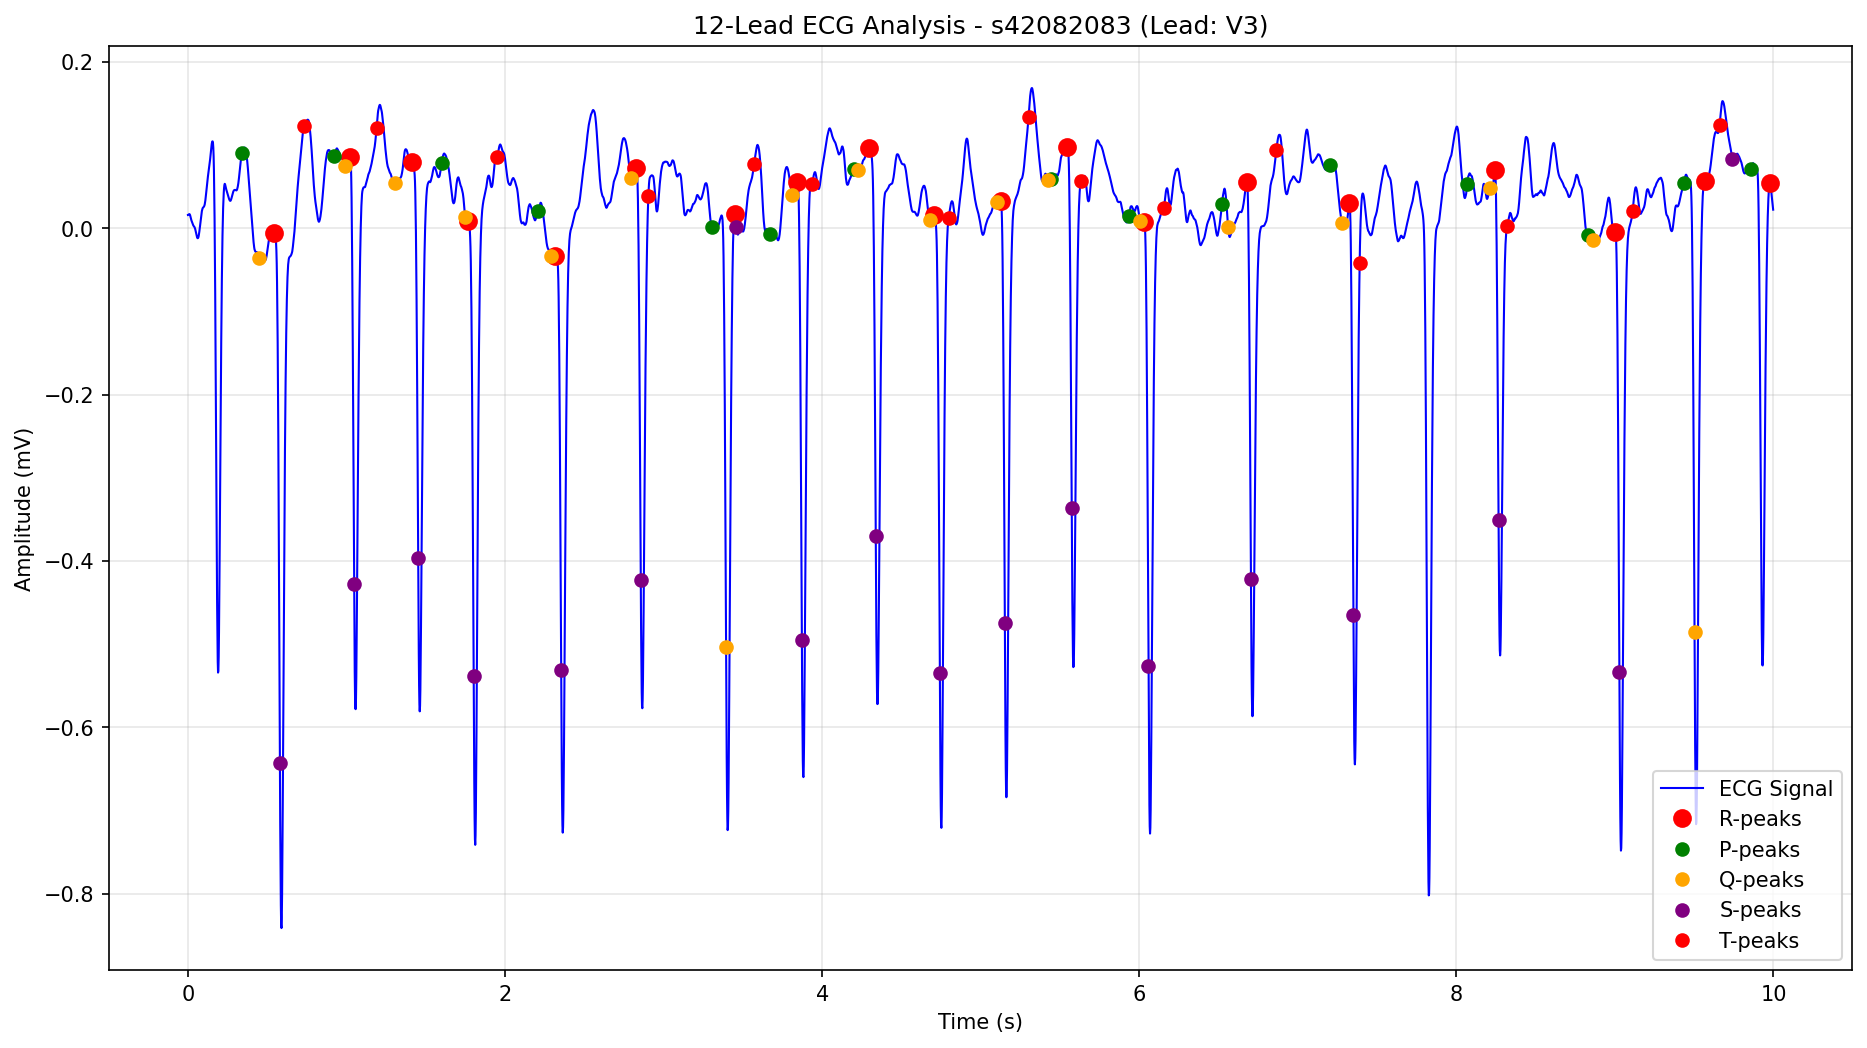 12-Lead ECG Analysis - s42082083 (Lead: V3)
Amplitude (mV)
0.2
0.0
−0.2
−0.4
−0.6
−0.8
ECG Signal
R-peaks
P-peaks
Q-peaks
S-peaks
T-peaks
0 2 4 6 8 10
Time (s)